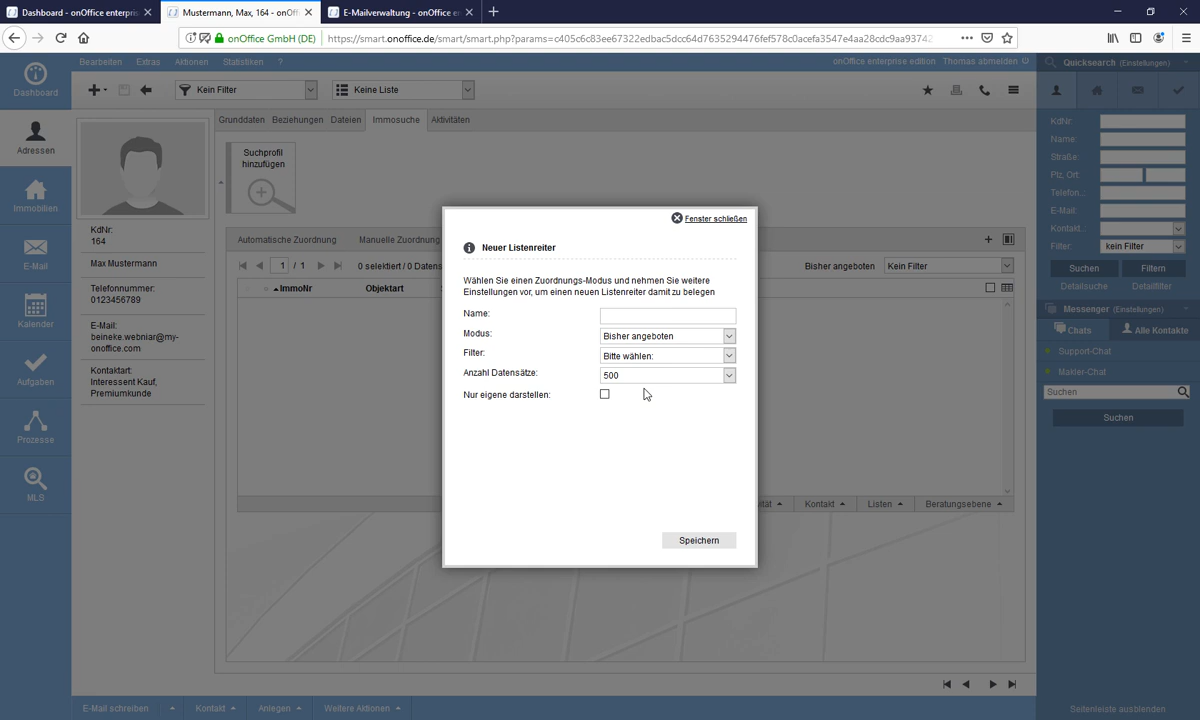 Dashboard - onOffice enterpris
Mustermann, Max, 164 - onOffi
E-Mailverwaltung - onOffice en
onOffice GmbH (DE)
https://smart.onoffice.de/smart/smart.php?params=c405c6c83ee67322edbac5dcc64d7635294476fef578c0acefa3547e4aa28cdc9aa93742
Dashboard
Adressen
Immobilien
E-Mail
Kalender
Aufgaben
Prozesse
MLS
Bearbeiten
Extras
Aktionen
Statistiken
?
onOffice enterprise edition
Thomas abmelden
Kein Filter
Keine Liste
KdNr:
164
Max Mustermann
Telefonnummer:
0123456789
E-Mail:
beineke.webniar@my-
onoffice.com
Kontaktart:
Interessent Kauf,
Premiumkunde
Grunddaten
Beziehungen
Dateien
Immosuche
Aktivitäten
Suchprofil
hinzufügen
Automatische Zuordnung
Manuelle Zuordnung
1 / 1
0 selektiert / 0 Datens
Bisher angeboten
Kein Filter
ImmoNr
Objektart
Kontakt
Listen
Beratungsebene
Fenster schließen
Neuer Listenreiter
Wählen Sie einen Zuordnungs-Modus und nehmen Sie weitere
Einstellungen vor, um einen neuen Listenreiter damit zu belegen
Name:
Modus:
Bisher angeboten
Filter:
Bitte wählen:
Anzahl Datensätze:
500
Nur eigene darstellen:
Speichern
E-Mail schreiben
Kontakt
Anlegen
Weitere Aktionen
Quicksearch (Einstellungen)
KdNr:
Name:
Straße:
Plz, Ort:
Telefon..:
E-Mail:
Kontakt..:
Filter:
kein Filter
Suchen
Filtern
Detailsuche
Detailfilter
Messenger (Einstellungen)
Chats
Alle Kontakte
Support-Chat
Makler-Chat
Suchen
Suchen
Seitenleiste ausblenden